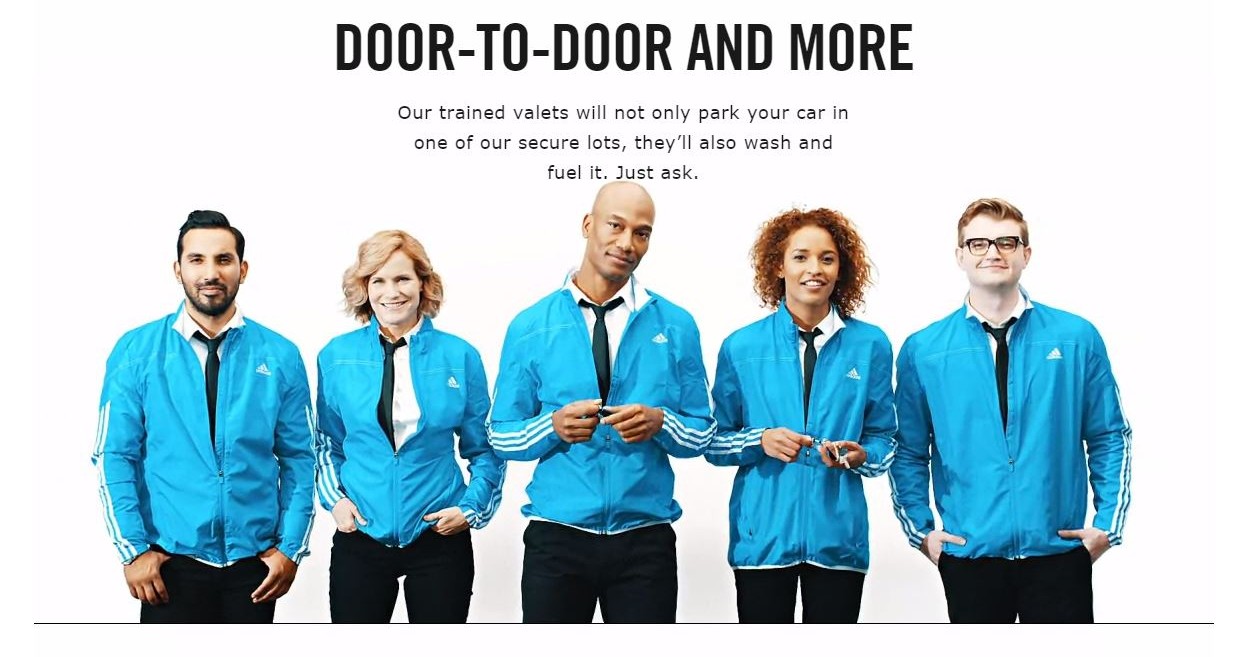 DOOR-TO-DOOR AND MORE
Our trained valets will not only park your car in
one of our secure lots, they’ll also wash and
fuel it. Just ask.